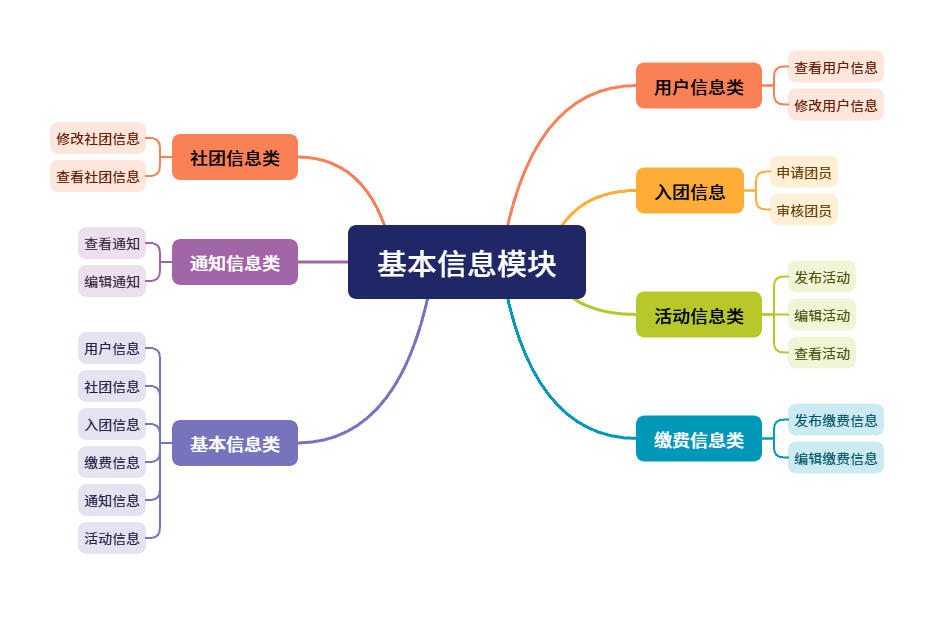 基本信息模块
用户信息类
查看用户信息
修改用户信息
入团信息
申请团员
审核团员
活动信息类
发布活动
编辑活动
查看活动
缴费信息类
发布缴费信息
编辑缴费信息
社团信息类
修改社团信息
查看社团信息
通知信息类
查看通知
编辑通知
基本信息类
用户信息
社团信息
入团信息
缴费信息
通知信息
活动信息